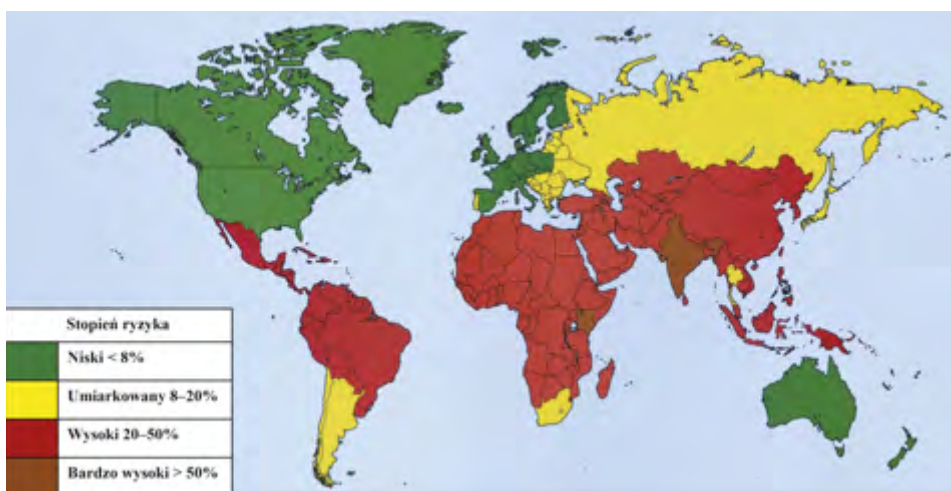 Stopień ryzyka
Niski < 8%
Umiarkowany 8–20%
Wysoki 20–50%
Bardzo wysoki > 50%